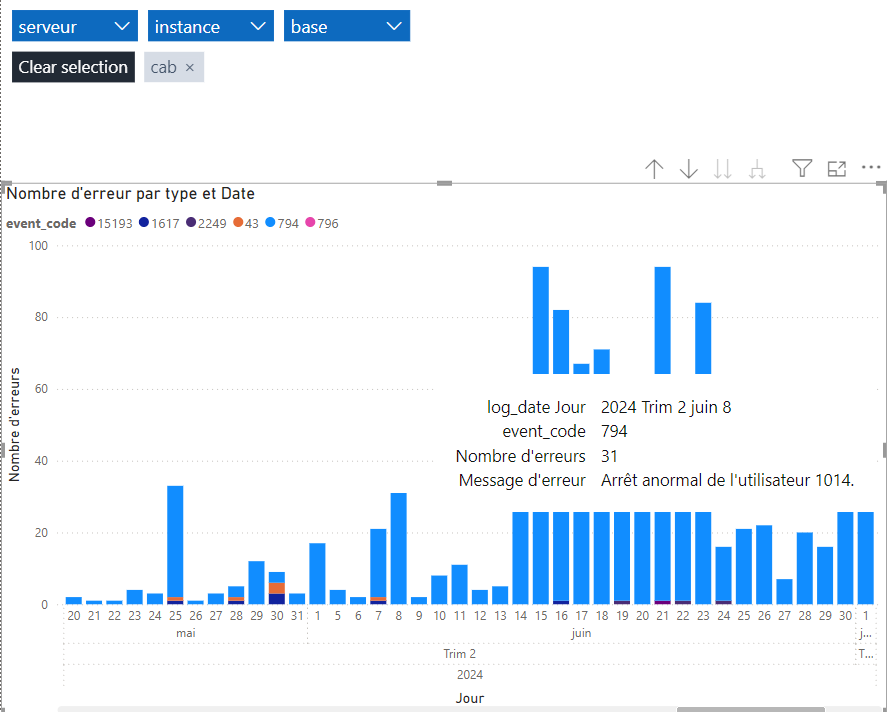 serveur instance base
Clear selection cab ×
Nombre d'erreur par type et Date
event_code 15193 1617 2249 43 794 796
100
80
60
40
20
0
Nombre d'erreurs
log_date Jour 2024 Trim 2 juin 8
event_code 794
Nombre d'erreurs 31
Message d'erreur Arrêt anormal de l'utilisateur 1014.
20 21 22 23 24 25 26 27 28 29 30 31 1 5 6 7 8 9 10 11 12 13 14 15 16 17 18 19 20 21 22 23 24 25 26 27 28 29 30 1
mai juin j...
Trim 2 T...
2024
Jour